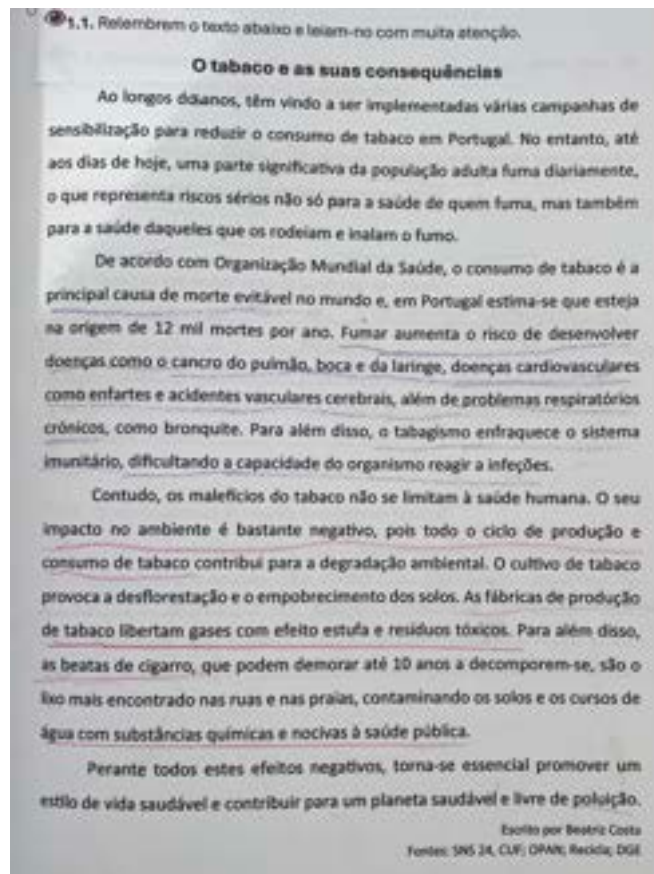 1.1. Relembrem o texto abaixo e leiam-no com muita atenção.
O tabaco e as suas consequências
Ao longos dos anos, têm vindo a ser implementadas várias campanhas de
sensibilização para reduzir o consumo de tabaco em Portugal. No entanto, até
aos dias de hoje, uma parte significativa da população adulta fuma diariamente,
o que representa riscos sérios não só para a saúde de quem fuma, mas também
para a saúde daqueles que os rodeiam e inalam o fumo.
De acordo com Organização Mundial da Saúde, o consumo de tabaco é a
principal causa de morte evitável no mundo e, em Portugal estima-se que esteja
na origem de 12 mil mortes por ano. Fumar aumenta o risco de desenvolver
doenças como o cancro do pulmão, boca e da laringe, doenças cardiovasculares
como enfartes e acidentes vasculares cerebrais, além de problemas respiratórios
crónicos, como bronquite. Para além disso, o tabagismo enfraquece o sistema
imunitário, dificultando a capacidade do organismo reagir a infeções.
Contudo, os malefícios do tabaco não se limitam à saúde humana. O seu
impacto no ambiente é bastante negativo, pois todo o ciclo de produção e
consumo de tabaco contribui para a degradação ambiental. O cultivo de tabaco
provoca a desflorestação e o empobrecimento dos solos. As fábricas de produção
de tabaco libertam gases com efeito estufa e resíduos tóxicos. Para além disso,
as beatas de cigarro, que podem demorar até 10 anos a decomporem-se, são o
lixo mais encontrado nas ruas e nas praias, contaminando os solos e os cursos de
água com substâncias químicas e nocivas à saúde pública.
Perante todos estes efeitos negativos, torna-se essencial promover um
estilo de vida saudável e contribuir para um planeta saudável e livre de poluição.
Escrito por Beatriz Costa
Fontes: SNS 24, CUF; OPAN; Recicla; DGE